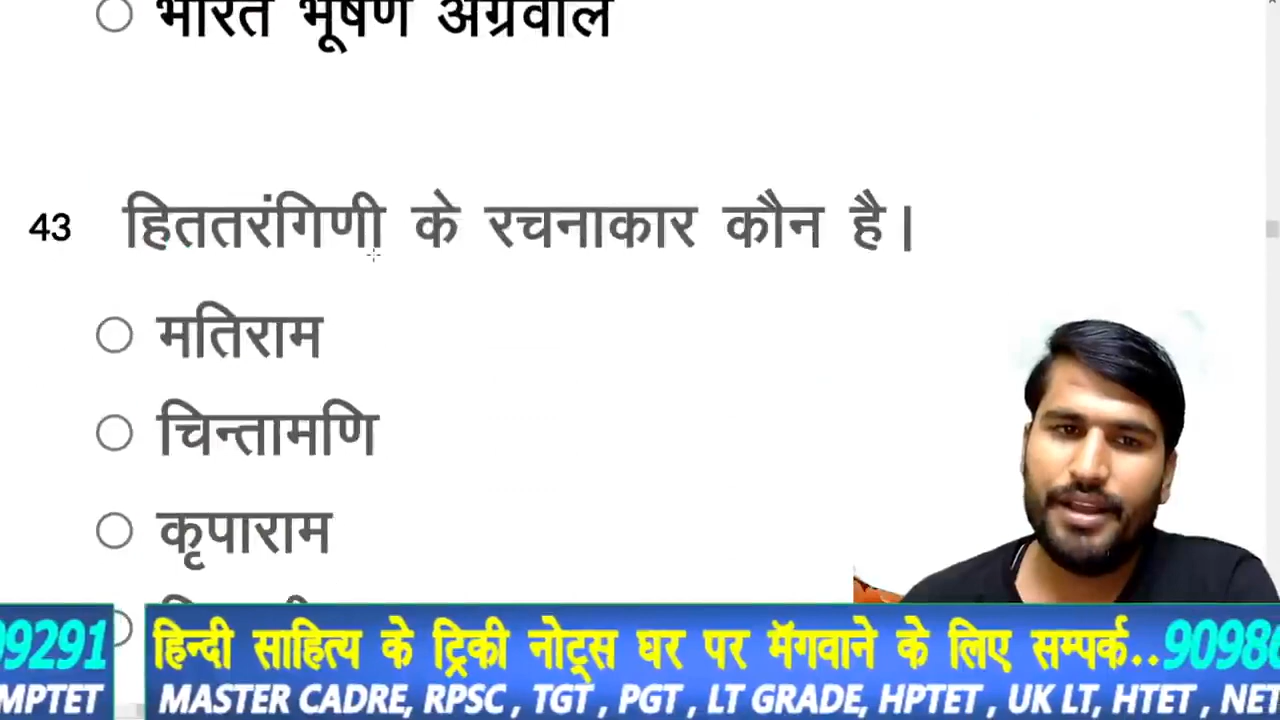 भारत भूषण अग्रवाल
43 हिततरंगिणी के रचनाकार कौन है।
मतिराम
चिन्तामणि
कृपाराम
99291 हिन्दी साहित्य के ट्रिकी नोट्स घर पर मॅगवाने के लिए सम्पर्क..9098
MPTET MASTER CADRE, RPSC , TGT , PGT , LT GRADE, HPTET , UK LT, HTET , NET